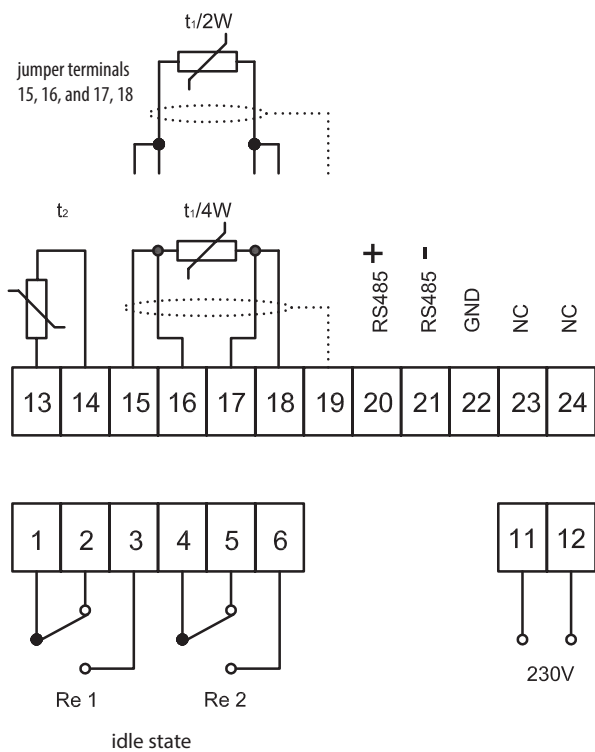 t₁/2W
jumper terminals
15, 16, and 17, 18
t₂
t₁/4W
+ RS485
- RS485
GND
NC
NC
13 14 15 16 17 18 19 20 21 22 23 24
1 2 3 4 5 6
11 12
Re 1
Re 2
230V
idle state